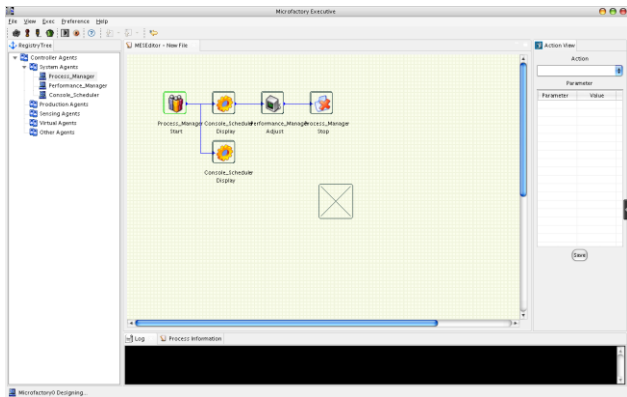 Microfactory Executive
File View Exec Preference Help
RegistryTree
MESEditor - New File
Action View
Controller Agents
System Agents
Process_Manager
Performance_Manager
Console_Scheduler
Production Agents
Sensing Agents
Virtual Agents
Other Agents
Process_Manager Console_Scheduler Performance_Manager Process_Manager
Start Display Adjust Stop
Console_Scheduler
Display
Action
Parameter
Parameter Value
Save
Log Process Information
Microfactory0 Designing...